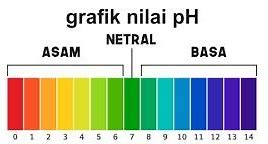 grafik nilai pH
NETRAL
ASAM BASA
0 1 2 3 4 5 6 7 8 9 10 11 12 13 14